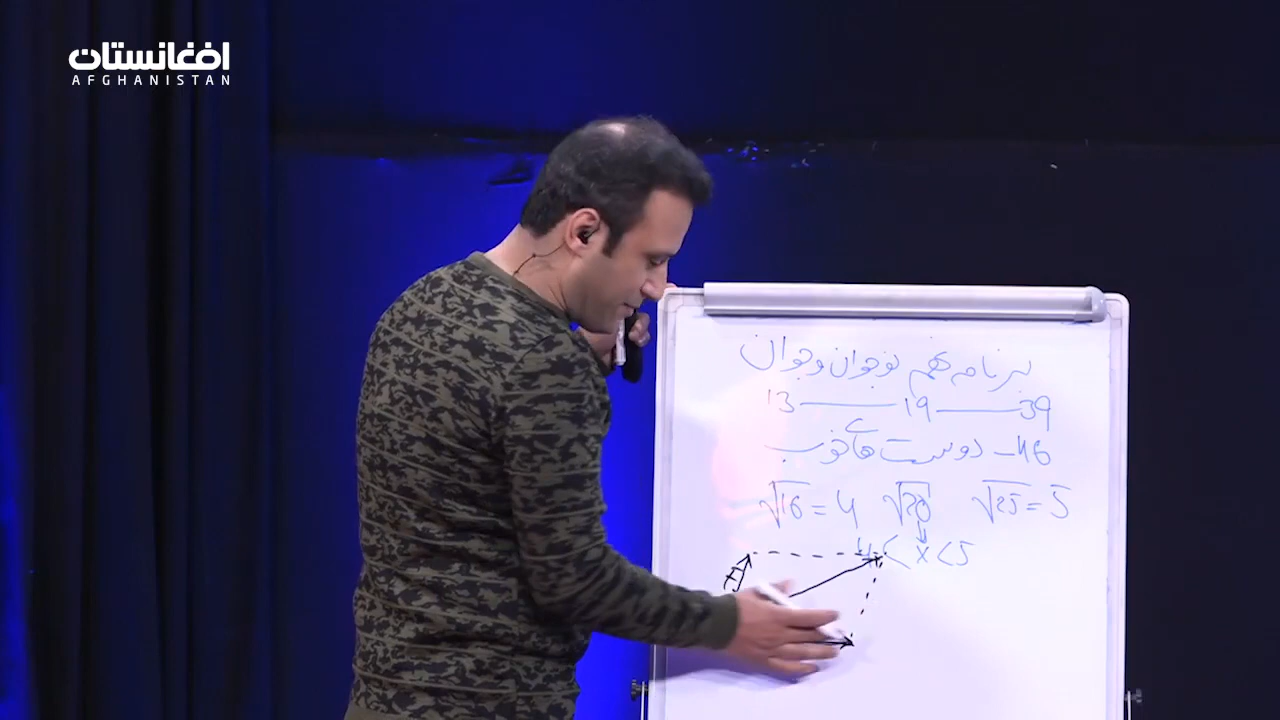 افغانستان
AFGHANISTAN
برنامه نهم نوجوان و جوان
13 — 19 — 39
46 - دوست های خوب
√16 = 4 √20 √25 = 5
4 < x < 5